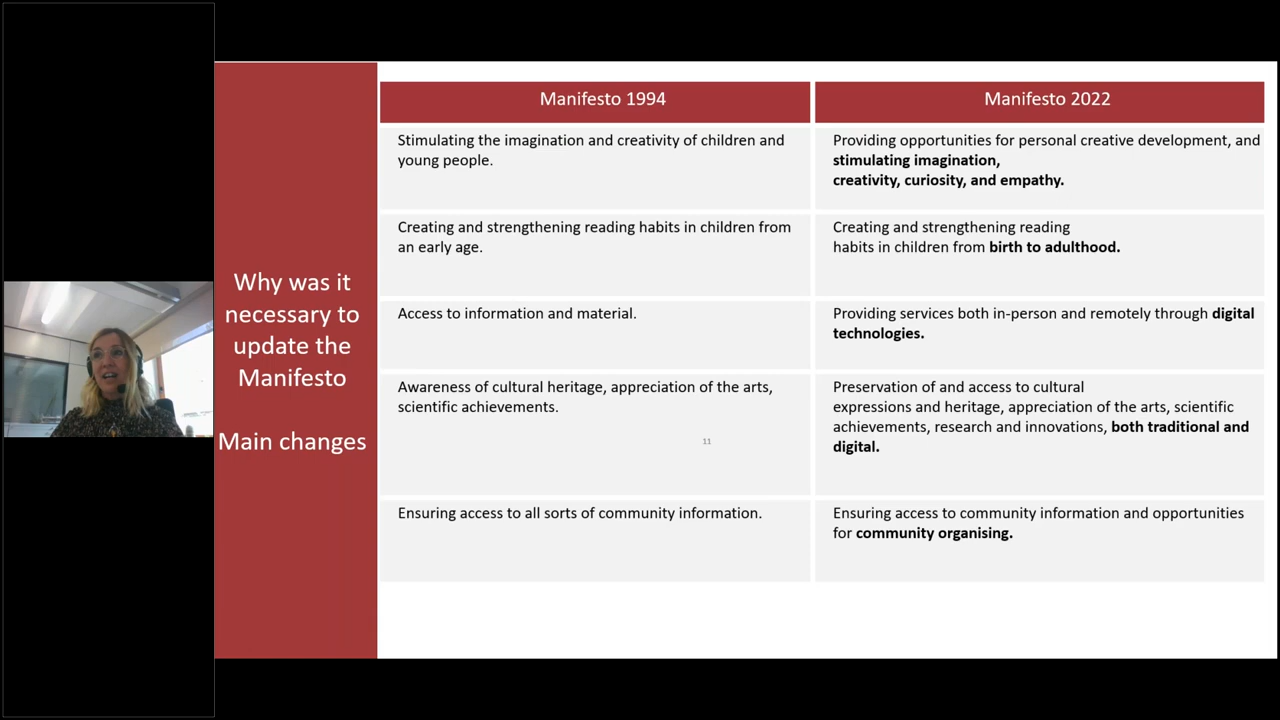 Why was it
necessary to
update the
Manifesto
Main changes
Manifesto 1994
Manifesto 2022
Stimulating the imagination and creativity of children and
young people.
Providing opportunities for personal creative development, and
stimulating imagination,
creativity, curiosity, and empathy.
Creating and strengthening reading habits in children from
an early age.
Creating and strengthening reading
habits in children from birth to adulthood.
Access to information and material.
Providing services both in-person and remotely through digital
technologies.
Awareness of cultural heritage, appreciation of the arts,
scientific achievements.
Preservation of and access to cultural
expressions and heritage, appreciation of the arts, scientific
achievements, research and innovations, both traditional and
digital.
11
Ensuring access to all sorts of community information.
Ensuring access to community information and opportunities
for community organising.